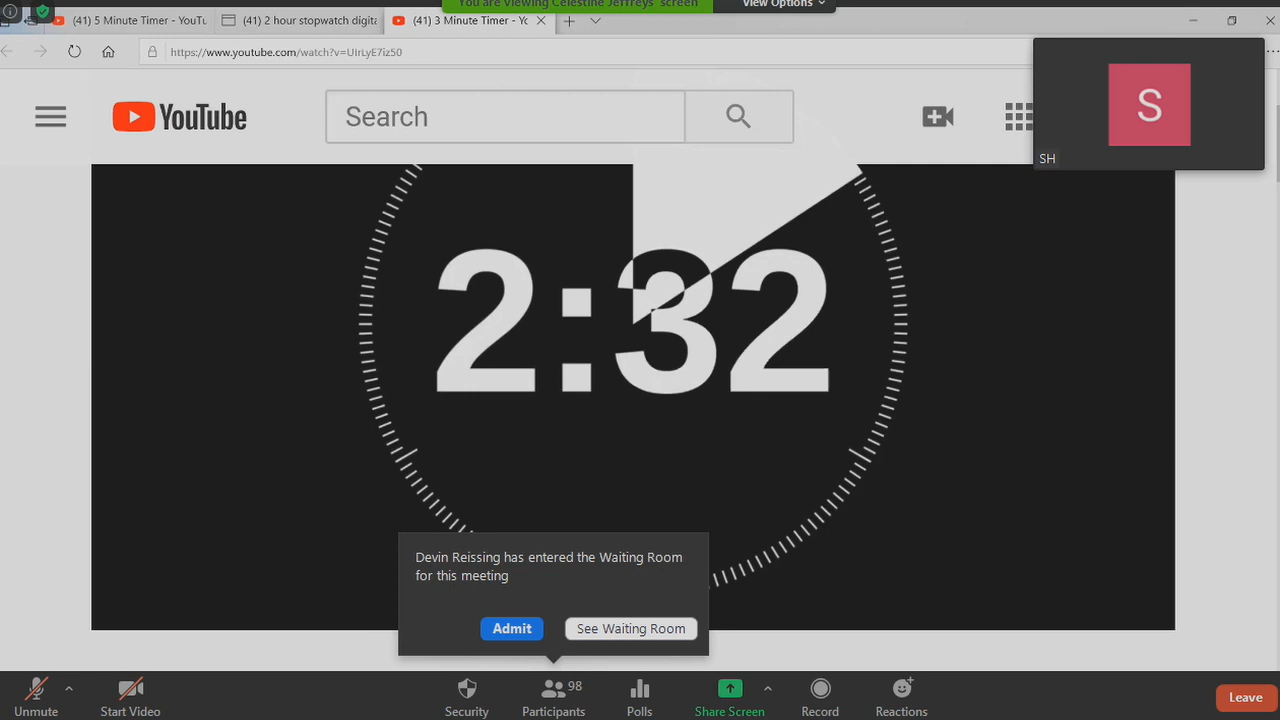 You are viewing Celestine Jeffreys' screen
View Options
(41) 5 Minute Timer - YouTu
(41) 2 hour stopwatch digita
(41) 3 Minute Timer - Yo
https://www.youtube.com/watch?v=UIrLyE7iz50
YouTube
Search
S
SH
2:32
Devin Reissing has entered the Waiting Room
for this meeting
Admit
See Waiting Room
98
Unmute
Start Video
Security
Participants
Polls
Share Screen
Record
Reactions
Leave